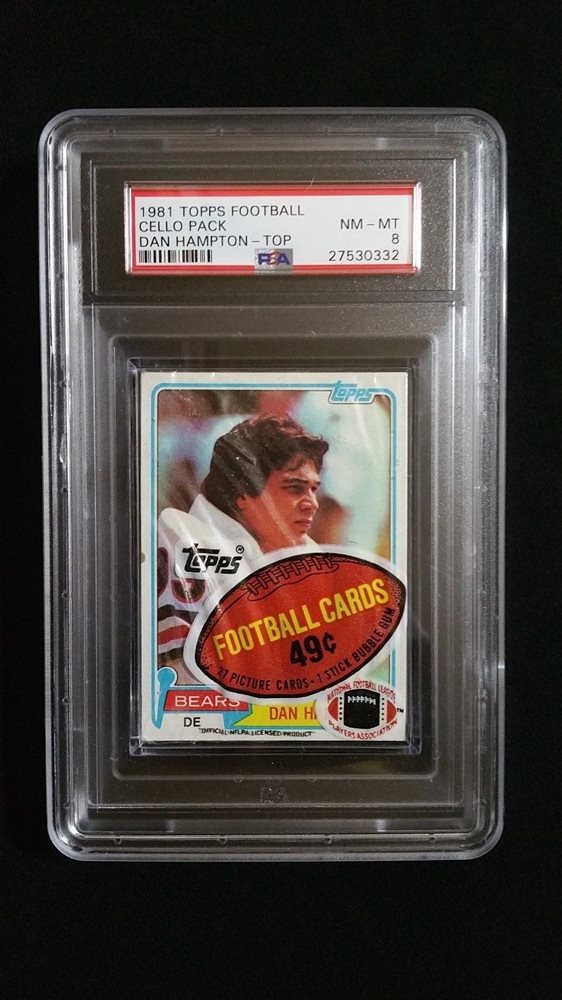 1981 TOPPS FOOTBALL
CELLO PACK NM - MT
DAN HAMPTON - TOP 8
PSA 27530332
Topps
Topps ®
FOOTBALL CARDS
49¢
27 PICTURE CARDS • 1 STICK BUBBLE GUM
BEARS
DE DAN H
NATIONAL FOOTBALL LEAGUE
PLAYERS ASSOCIATION ™
OFFICIAL NFLPA LICENSED PRODUCT